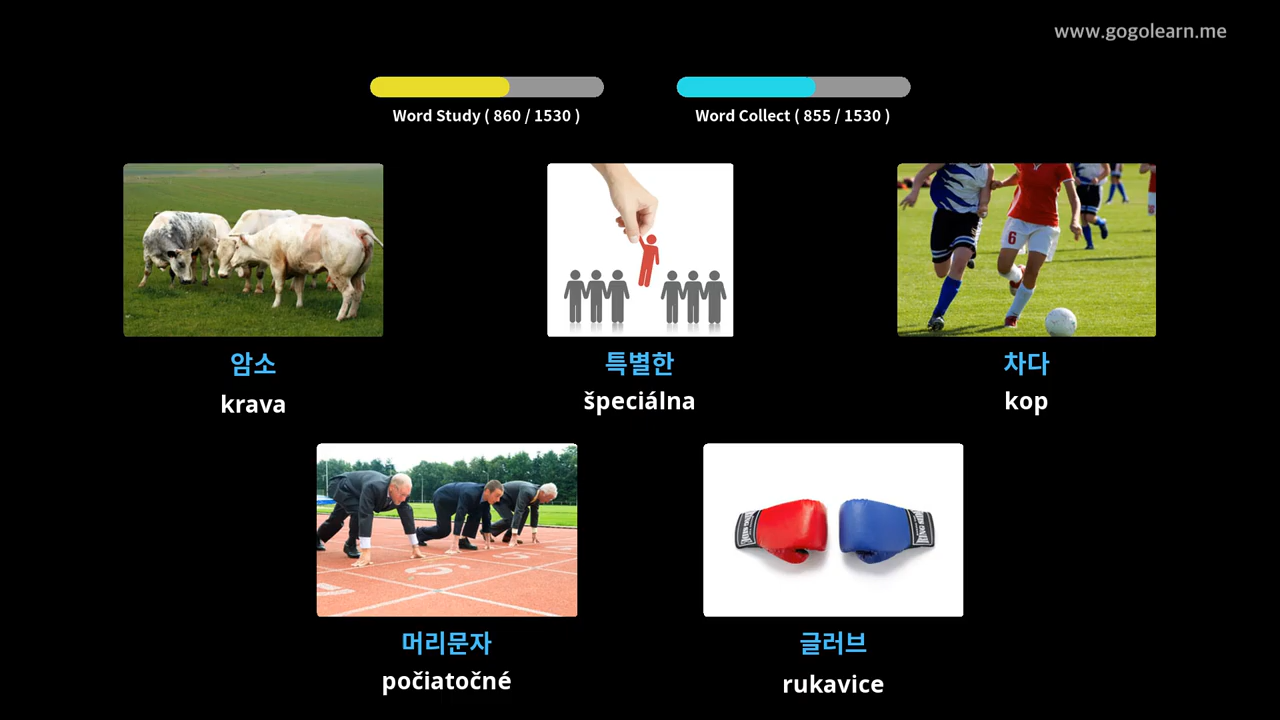 www.gogolearn.me
Word Study ( 860 / 1530 )
Word Collect ( 855 / 1530 )
암소
krava
특별한
špeciálna
차다
kop
6
머리문자
počiatočné
글러브
rukavice